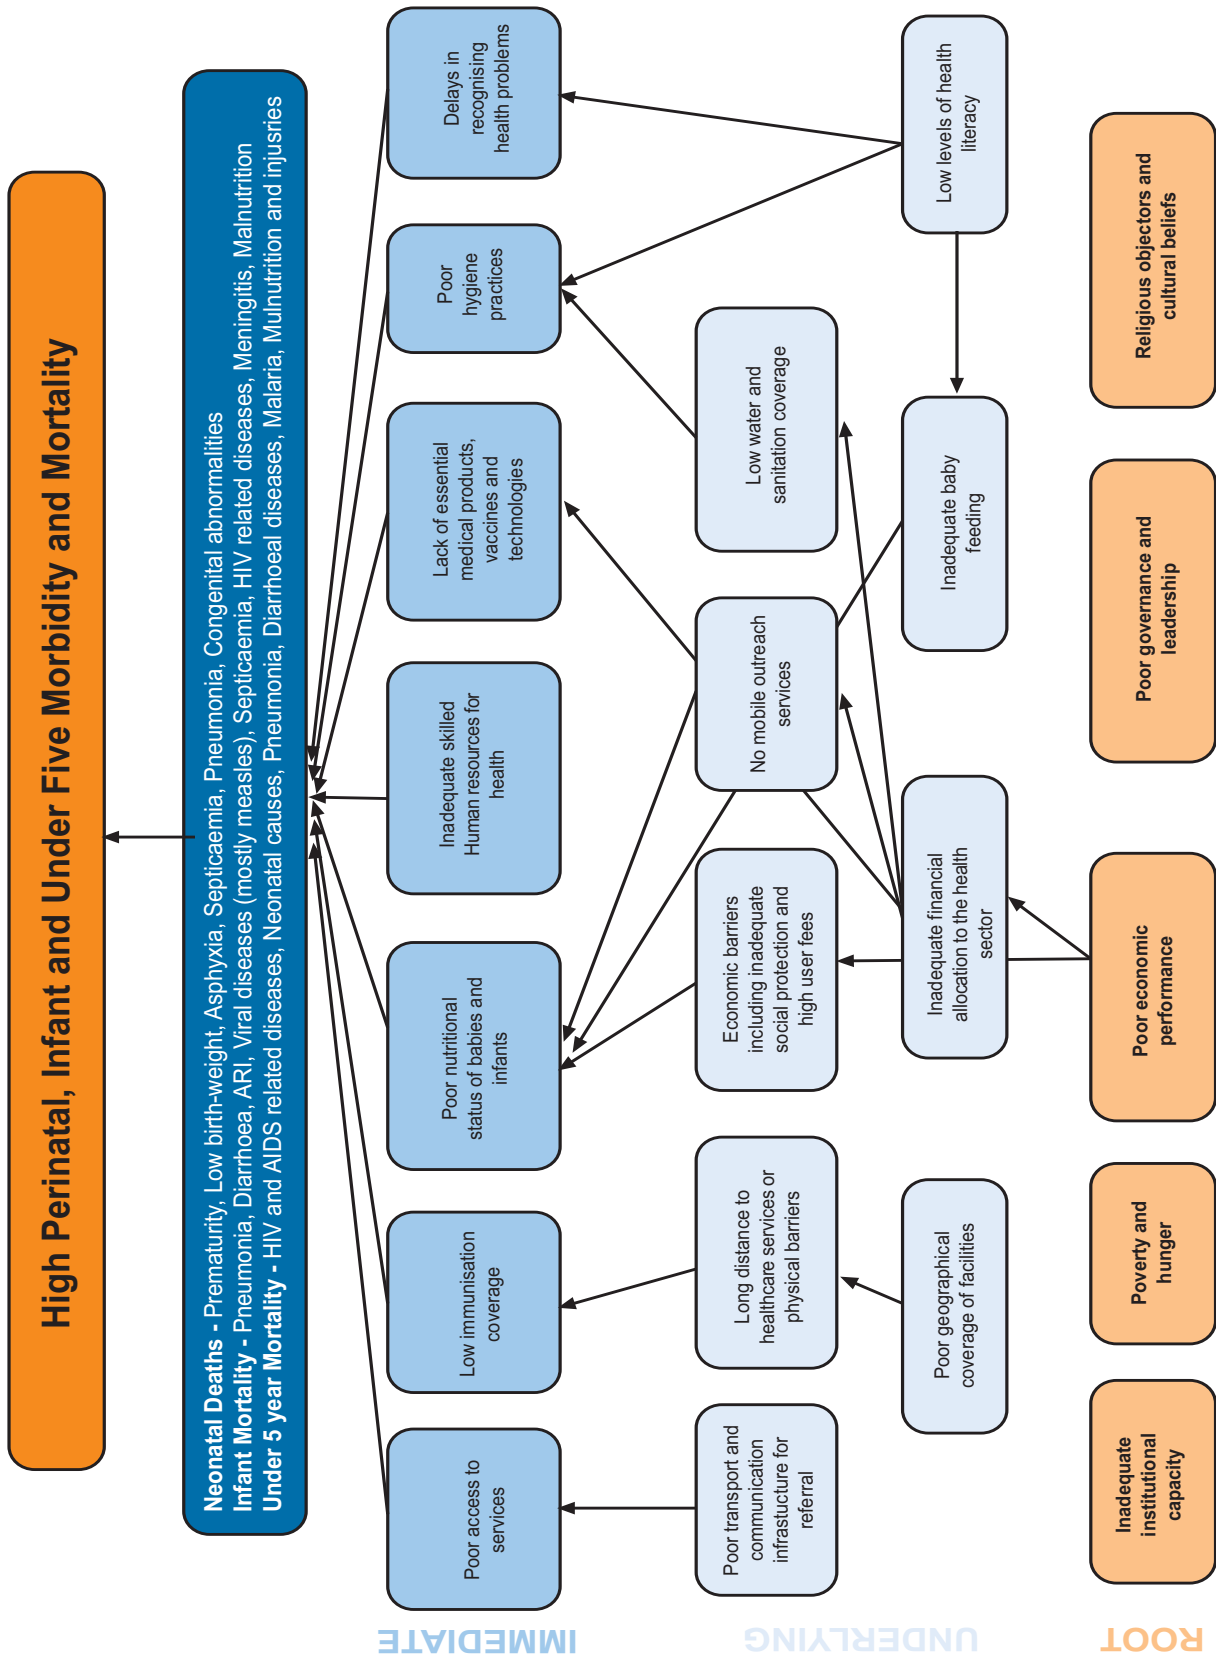 High Perinatal, Infant and Under Five Morbidity and Mortality
Neonatal Deaths - Prematurity, Low birth-weight, Asphyxia, Septicaemia, Pneumonia, Congenital abnormalities
Infant Mortality - Pneumonia, Diarrhoea, ARI, Viral diseases (mostly measles), Septicaemia, HIV related diseases, Meningitis, Malnutrition
Under 5 year Mortality - HIV and AIDS related diseases, Neonatal causes, Pneumonia, Diarrhoeal diseases, Malaria, Mulnutrition and injusries
IMMEDIATE
Poor access to
services
Low immunisation
coverage
Poor nutritional
status of babies and
infants
Inadequate skilled
Human resources for
health
Lack of essential
medical products,
vaccines and
technologies
Poor
hygiene
practices
Delays in
recognising
health problems
UNDERLYING
Poor transport and
communication
infrastucture for
referral
Long distance to
healthcare services or
physical barriers
Economic barriers
including inadequate
social protection and
high user fees
No mobile outreach
services
Low water and
sanitation coverage
Poor geographical
coverage of facilities
Inadequate financial
allocation to the health
sector
Inadequate baby
feeding
Low levels of health
literacy
ROOT
Inadequate
institutional
capacity
Poverty and
hunger
Poor economic
performance
Poor governance and
leadership
Religious objectors and
cultural beliefs